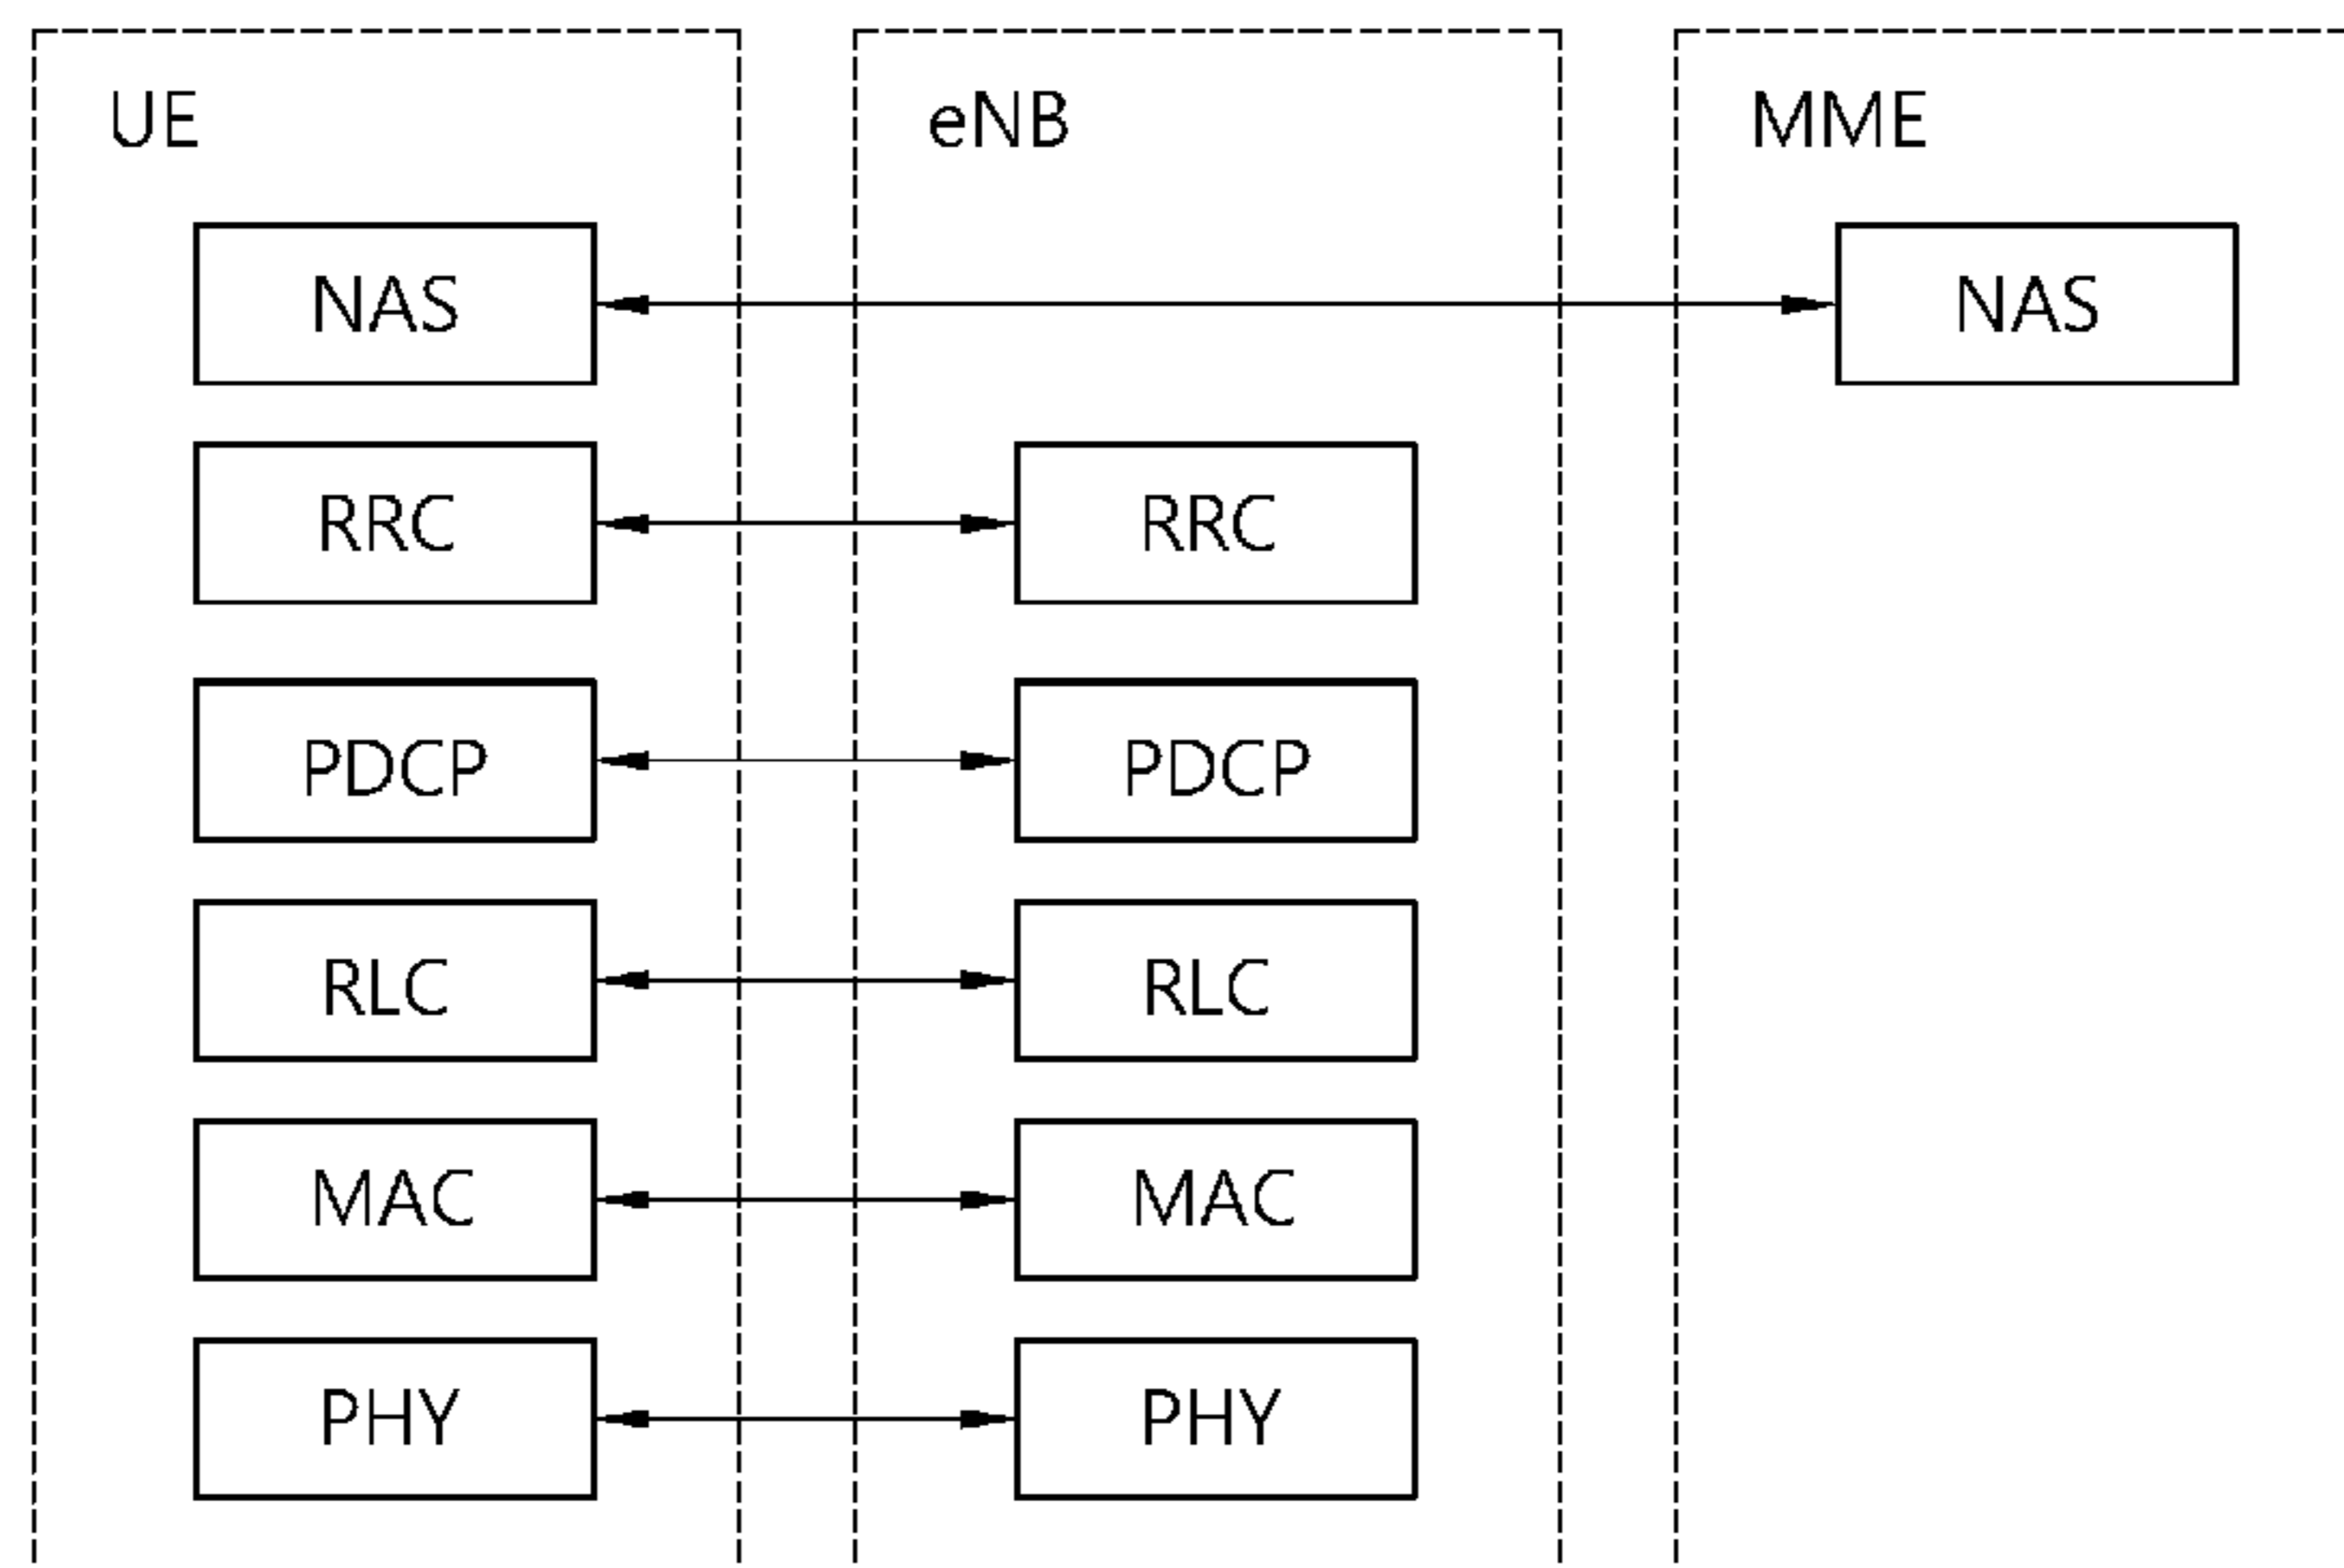 UE eNB MME
NAS NAS
RRC RRC
PDCP PDCP
RLC RLC
MAC MAC
PHY PHY